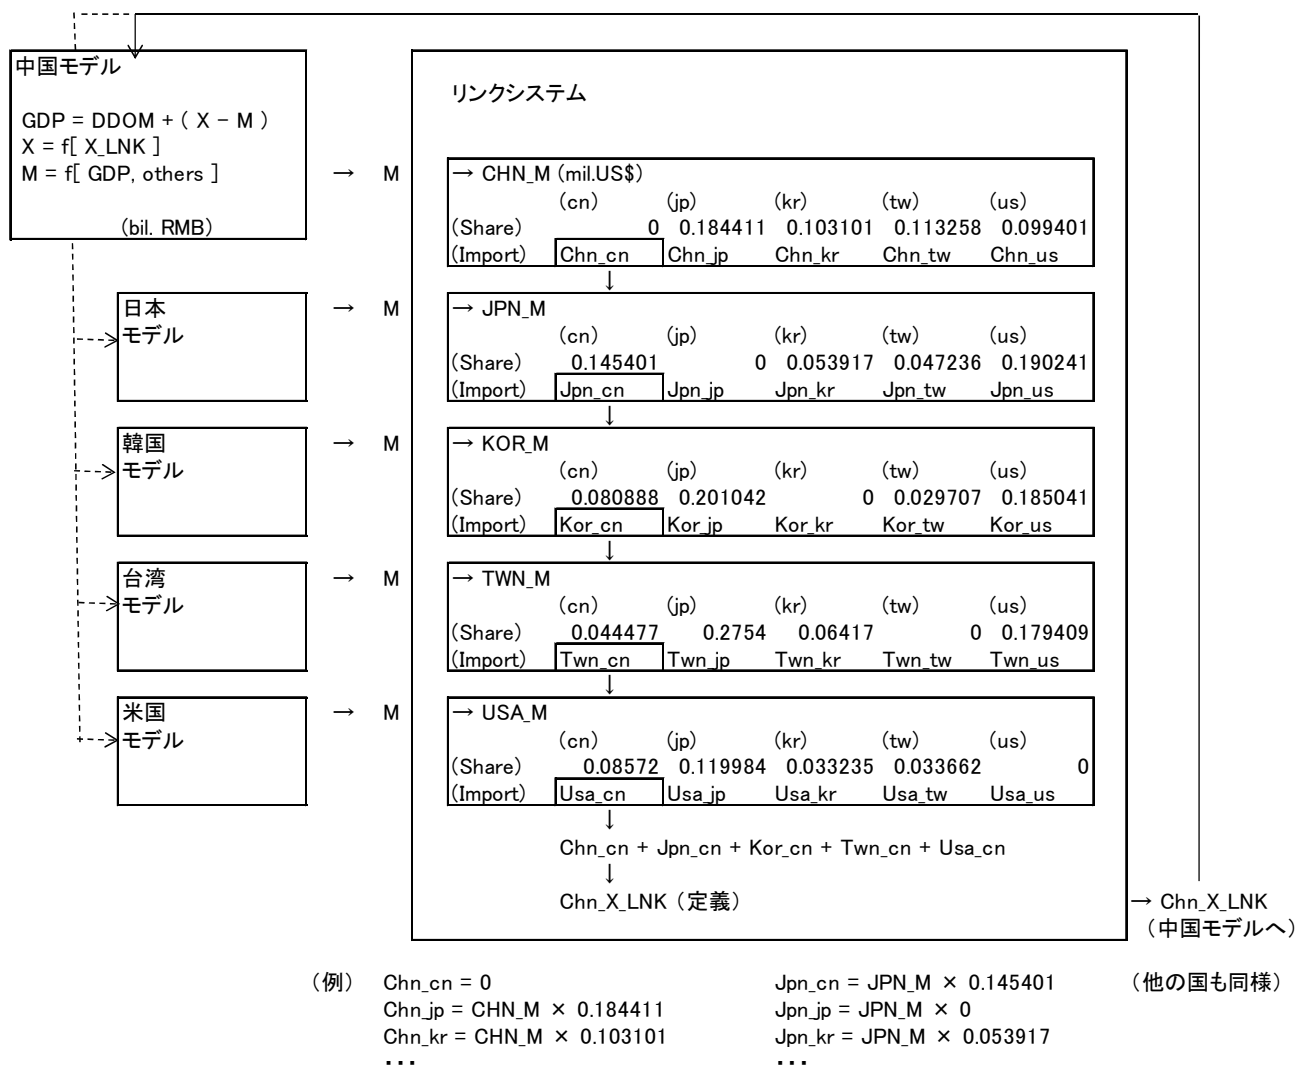 中国モデル
GDP = DDOM + ( X − M )
X = f[ X_LNK ]
M = f[ GDP, others ]
(bil. RMB)
→ M
リンクシステム
→ CHN_M (mil.US$)
(cn) (jp) (kr) (tw) (us)
(Share) 0 0.184411 0.103101 0.113258 0.099401
(Import) Chn_cn Chn_jp Chn_kr Chn_tw Chn_us
↓
日本
モデル
→ M
→ JPN_M
(cn) (jp) (kr) (tw) (us)
(Share) 0.145401 0 0.053917 0.047236 0.190241
(Import) Jpn_cn Jpn_jp Jpn_kr Jpn_tw Jpn_us
↓
韓国
モデル
→ M
→ KOR_M
(cn) (jp) (kr) (tw) (us)
(Share) 0.080888 0.201042 0 0.029707 0.185041
(Import) Kor_cn Kor_jp Kor_kr Kor_tw Kor_us
↓
台湾
モデル
→ M
→ TWN_M
(cn) (jp) (kr) (tw) (us)
(Share) 0.044477 0.2754 0.06417 0 0.179409
(Import) Twn_cn Twn_jp Twn_kr Twn_tw Twn_us
↓
米国
モデル
→ M
→ USA_M
(cn) (jp) (kr) (tw) (us)
(Share) 0.08572 0.119984 0.033235 0.033662 0
(Import) Usa_cn Usa_jp Usa_kr Usa_tw Usa_us
↓
Chn_cn + Jpn_cn + Kor_cn + Twn_cn + Usa_cn
↓
Chn_X_LNK（定義）
→ Chn_X_LNK
（中国モデルへ）
（例） Chn_cn = 0 Jpn_cn = JPN_M × 0.145401 （他の国も同様）
Chn_jp = CHN_M × 0.184411 Jpn_jp = JPN_M × 0
Chn_kr = CHN_M × 0.103101 Jpn_kr = JPN_M × 0.053917
・・・ ・・・